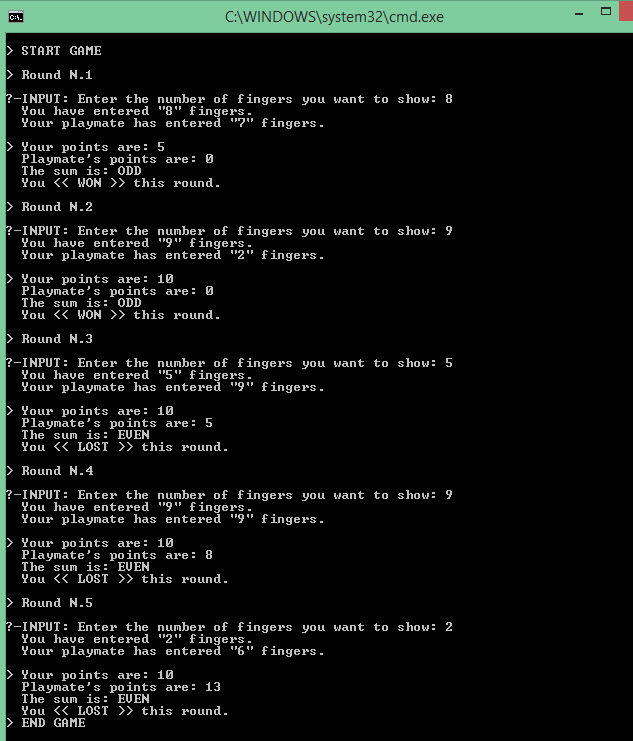 C:\WINDOWS\system32\cmd.exe
> START GAME
> Round N.1
?-INPUT: Enter the number of fingers you want to show: 8
You have entered "8" fingers.
Your playmate has entered "7" fingers.
> Your points are: 5
Playmate's points are: 0
The sum is: ODD
You << WON >> this round.
> Round N.2
?-INPUT: Enter the number of fingers you want to show: 9
You have entered "9" fingers.
Your playmate has entered "2" fingers.
> Your points are: 10
Playmate's points are: 0
The sum is: ODD
You << WON >> this round.
> Round N.3
?-INPUT: Enter the number of fingers you want to show: 5
You have entered "5" fingers.
Your playmate has entered "9" fingers.
> Your points are: 10
Playmate's points are: 5
The sum is: EVEN
You << LOST >> this round.
> Round N.4
?-INPUT: Enter the number of fingers you want to show: 9
You have entered "9" fingers.
Your playmate has entered "9" fingers.
> Your points are: 10
Playmate's points are: 8
The sum is: EVEN
You << LOST >> this round.
> Round N.5
?-INPUT: Enter the number of fingers you want to show: 2
You have entered "2" fingers.
Your playmate has entered "6" fingers.
> Your points are: 10
Playmate's points are: 13
The sum is: EVEN
You << LOST >> this round.
> END GAME